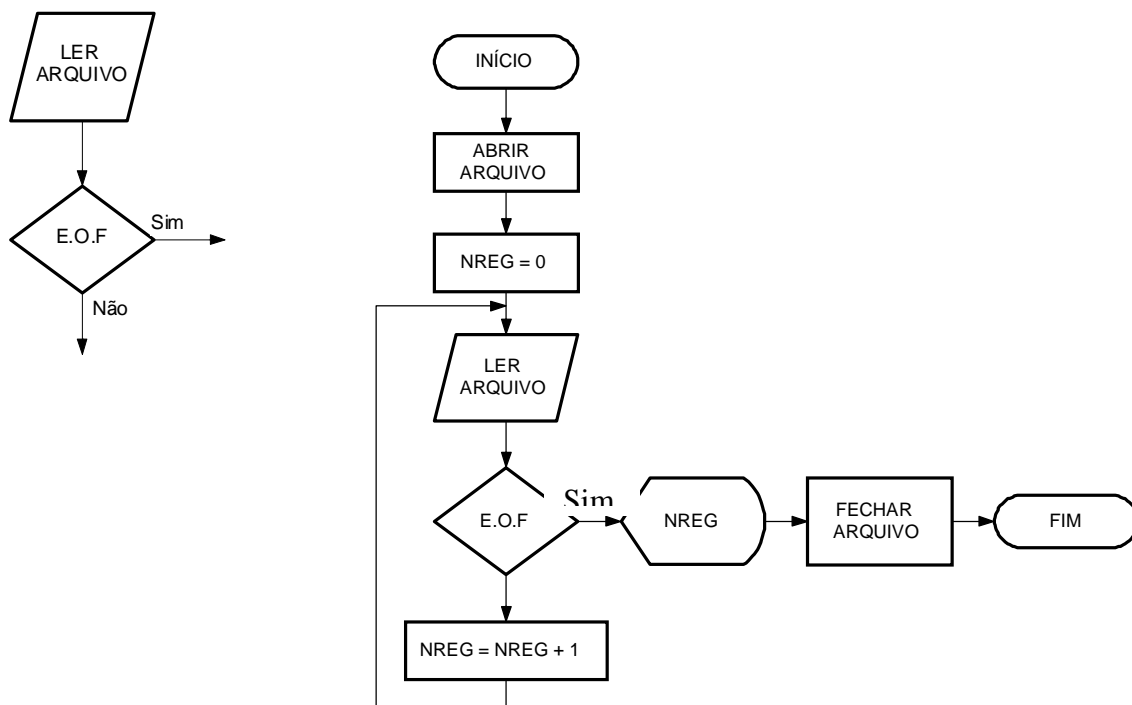 LER
ARQUIVO
E.O.F
Sim
Não
INÍCIO
ABRIR
ARQUIVO
NREG = 0
LER
ARQUIVO
E.O.F
Sim
NREG
FECHAR
ARQUIVO
FIM
NREG = NREG + 1